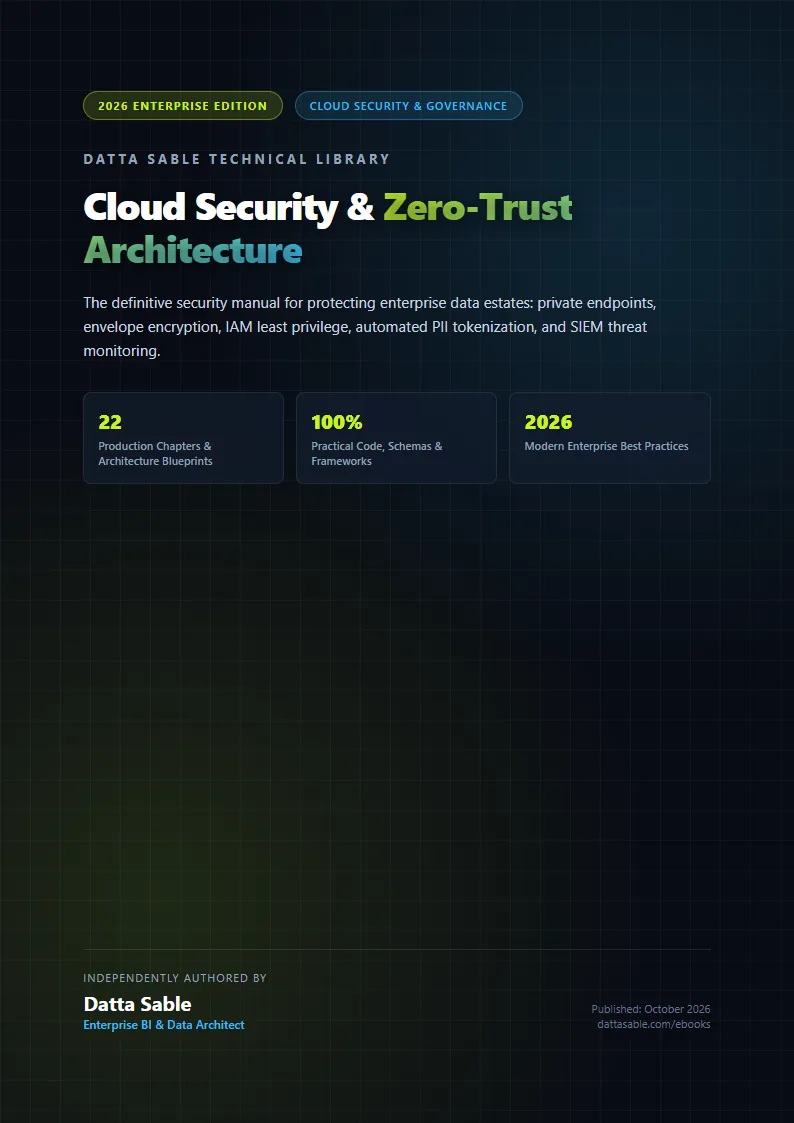 2026 ENTERPRISE EDITION
CLOUD SECURITY & GOVERNANCE
DATTA SABLE TECHNICAL LIBRARY
Cloud Security & Zero-Trust
Architecture
The definitive security manual for protecting enterprise data estates: private endpoints,
envelope encryption, IAM least privilege, automated PII tokenization, and SIEM threat
monitoring.
22
Production Chapters &
Architecture Blueprints
100%
Practical Code, Schemas &
Frameworks
2026
Modern Enterprise Best Practices
INDEPENDENTLY AUTHORED BY
Datta Sable
Enterprise BI & Data Architect
Published: October 2026
dattasable.com/ebooks